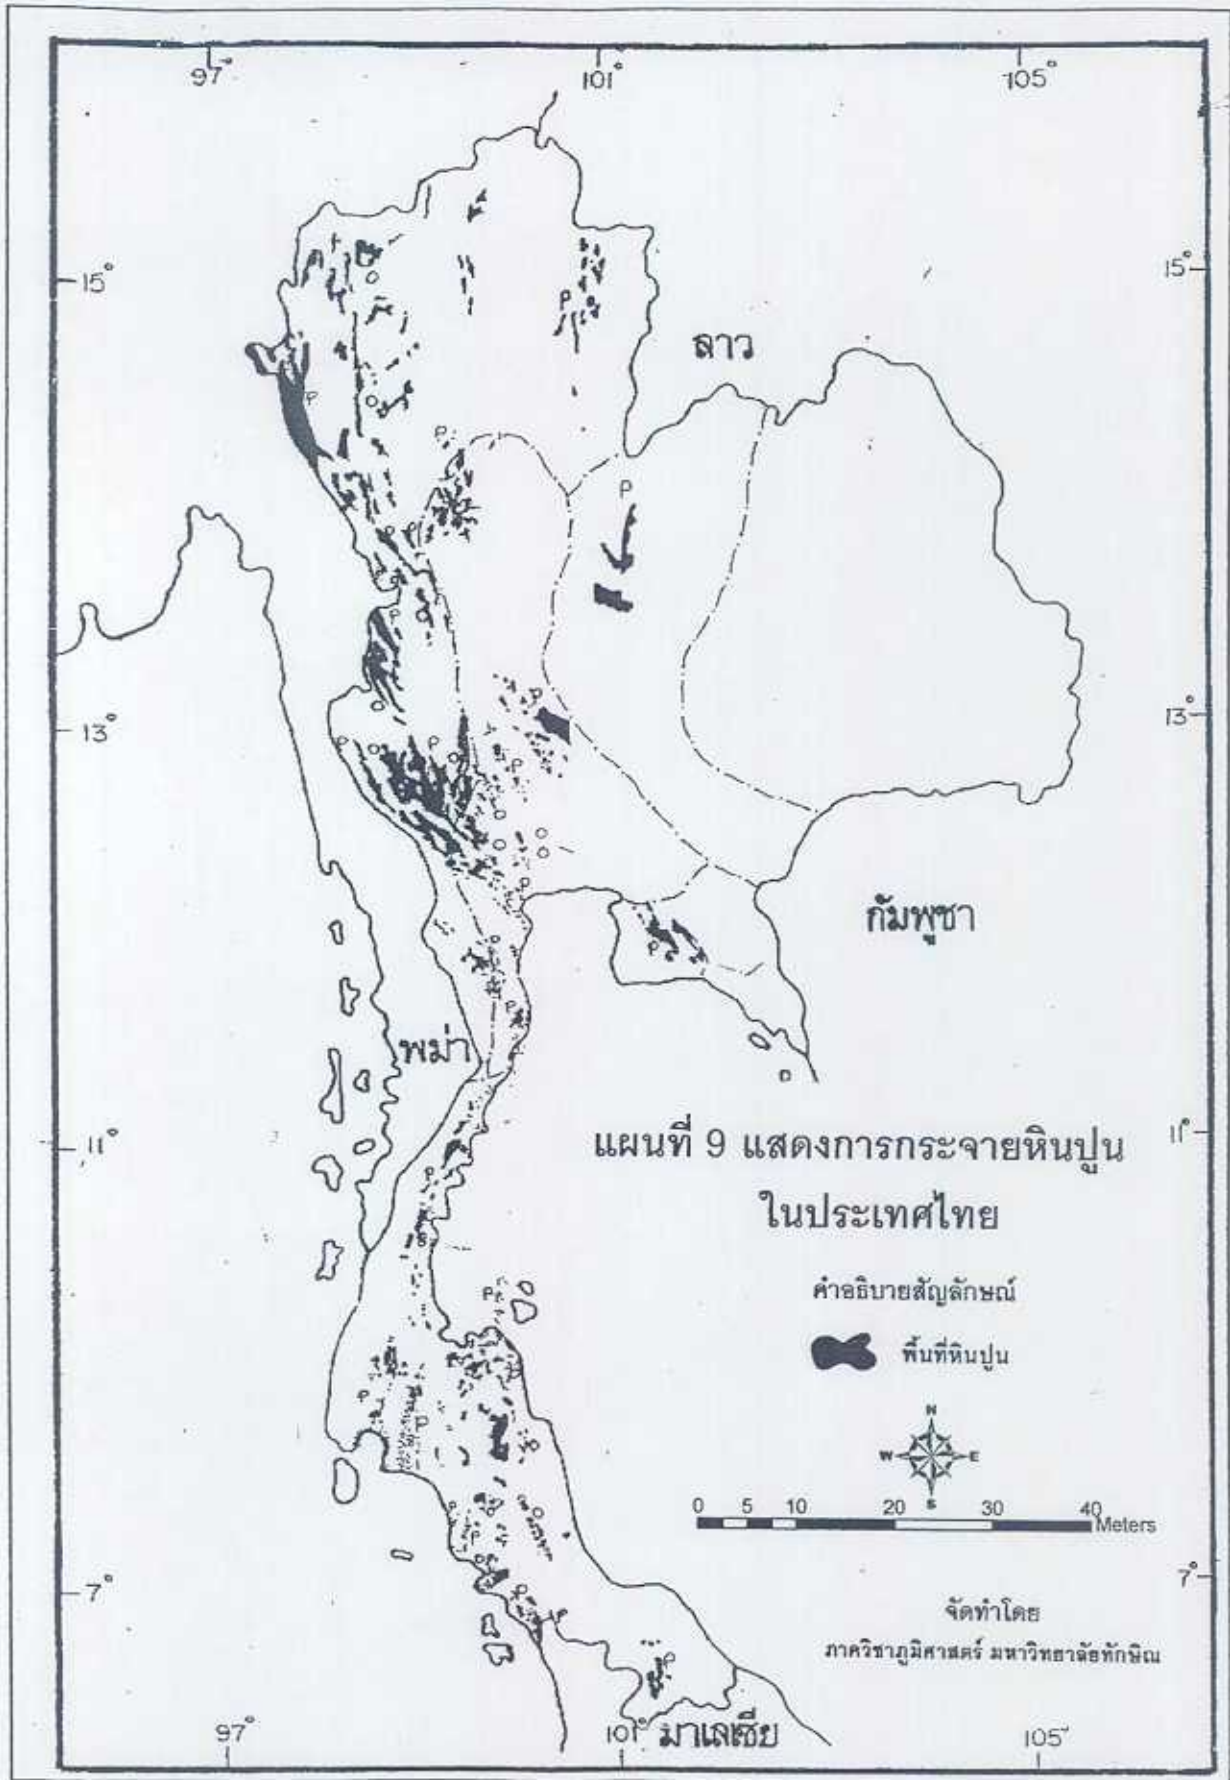 97° 101° 105°
15° 15°
ลาว
P
P
P
P
13° 13°
กัมพูชา
พม่า
11° 11°
แผนที่ 9 แสดงการกระจายหินปูน
ในประเทศไทย
คำอธิบายสัญลักษณ์
พื้นที่หินปูน
N
W E
S
0 5 10 20 30 40
Meters
7° 7°
จัดทำโดย
ภาควิชาภูมิศาสตร์ มหาวิทยาลัยทักษิณ
มาเลเซีย
97° 101° 105°